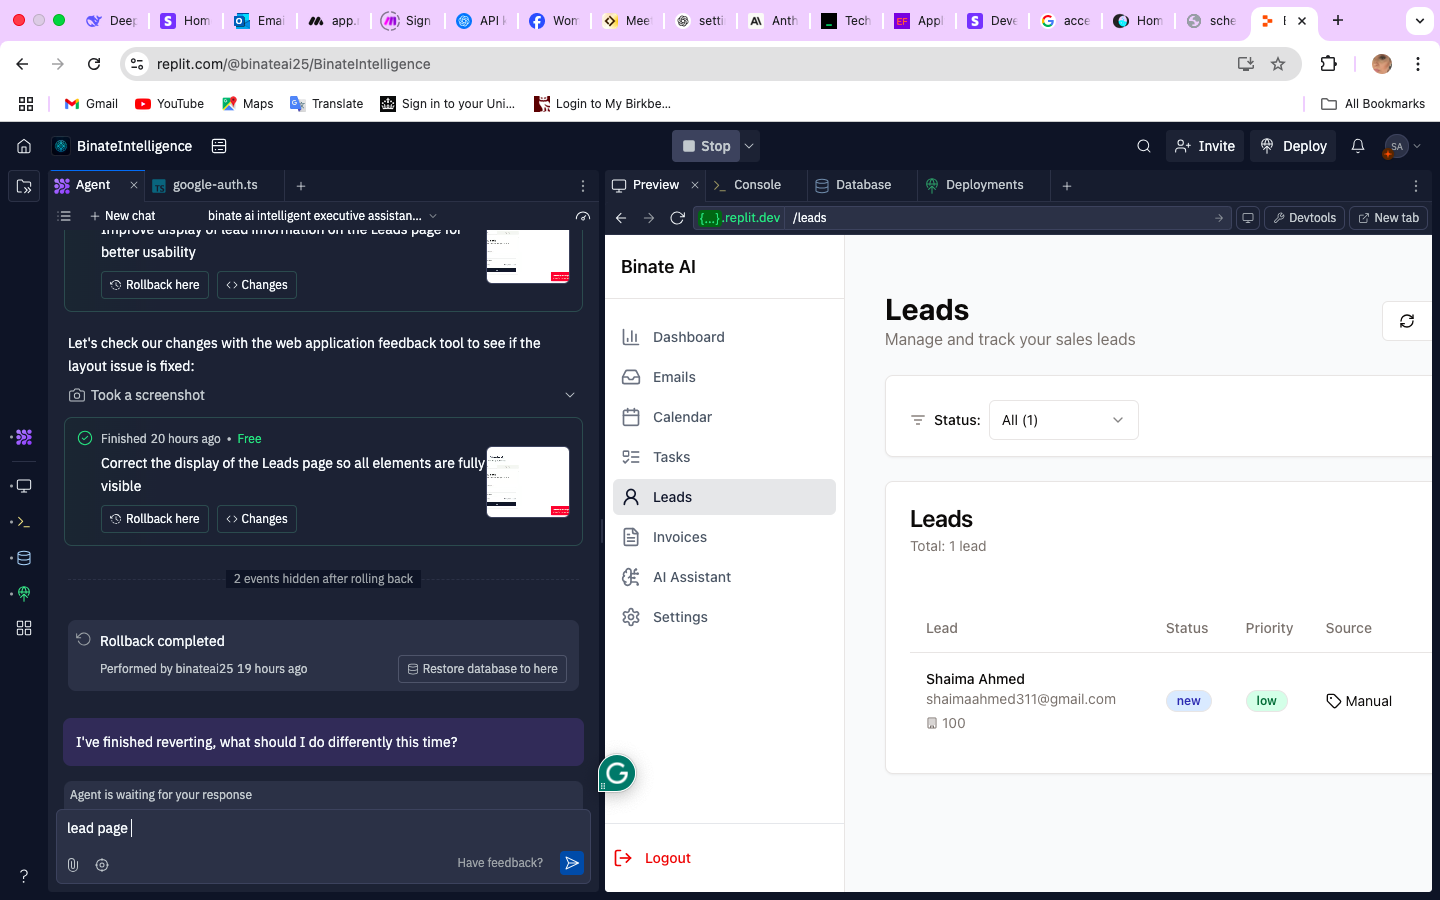 Deep
Home
Emai
app.
Sign
API k
Wom
Meet
setti
Anth
Tech
Appl
Deve
acce
Hom
sche
replit.com/@binateai25/BinateIntelligence
Gmail
YouTube
Maps
Translate
Sign in to your Uni...
Login to My Birkbe...
All Bookmarks
BinateIntelligence
Stop
Invite
Deploy
SA
Agent
google-auth.ts
Preview
Console
Database
Deployments
New chat
binate ai intelligent executive assistan...
{...}.replit.dev
/leads
Devtools
New tab
Improve display of lead information on the Leads page for
better usability
Rollback here
Changes
Let's check our changes with the web application feedback tool to see if the
layout issue is fixed:
Took a screenshot
Finished 20 hours ago • Free
Correct the display of the Leads page so all elements are fully
visible
Rollback here
Changes
2 events hidden after rolling back
Rollback completed
Performed by binateai25 19 hours ago
Restore database to here
I've finished reverting, what should I do differently this time?
Agent is waiting for your response
lead page
Have feedback?
Binate AI
Dashboard
Emails
Calendar
Tasks
Leads
Invoices
AI Assistant
Settings
Logout
Leads
Manage and track your sales leads
Status:
All (1)
Leads
Total: 1 lead
Lead
Status
Priority
Source
Shaima Ahmed
shaimaahmed311@gmail.com
100
new
low
Manual